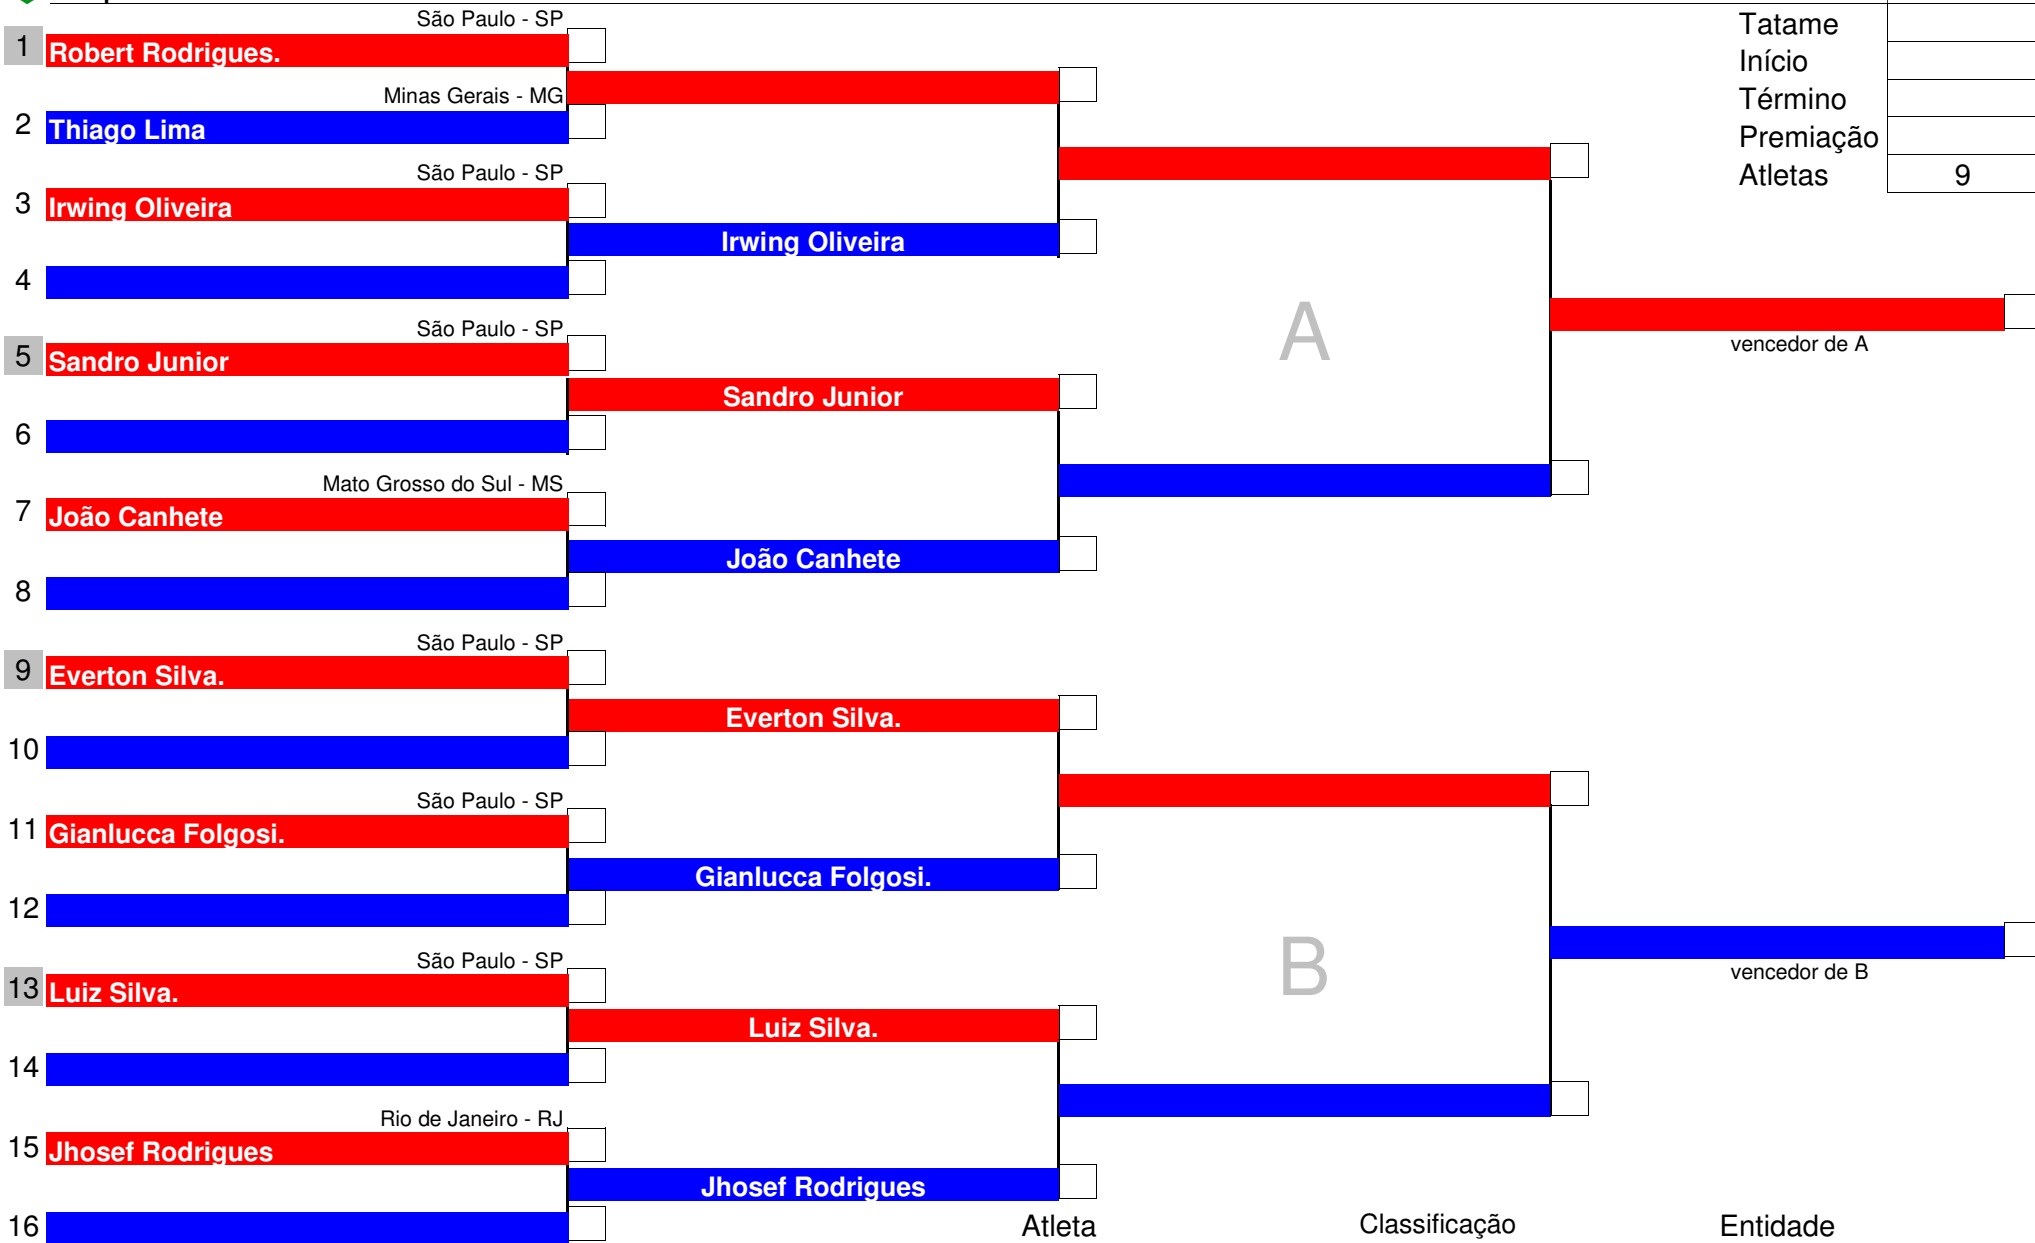 São Paulo - SP
Tatame
1 Robert Rodrigues.
Início
Minas Gerais - MG
Término
2 Thiago Lima
Premiação
São Paulo - SP
Atletas 9
3 Irwing Oliveira
Irwing Oliveira
4
São Paulo - SP
A
vencedor de A
5 Sandro Junior
Sandro Junior
6
Mato Grosso do Sul - MS
7 João Canhete
João Canhete
8
São Paulo - SP
9 Everton Silva.
Everton Silva.
10
São Paulo - SP
11 Gianlucca Folgosi.
Gianlucca Folgosi.
12
São Paulo - SP
B
vencedor de B
13 Luiz Silva.
Luiz Silva.
14
Rio de Janeiro - RJ
15 Jhosef Rodrigues
Jhosef Rodrigues
16
Atleta Classificação Entidade